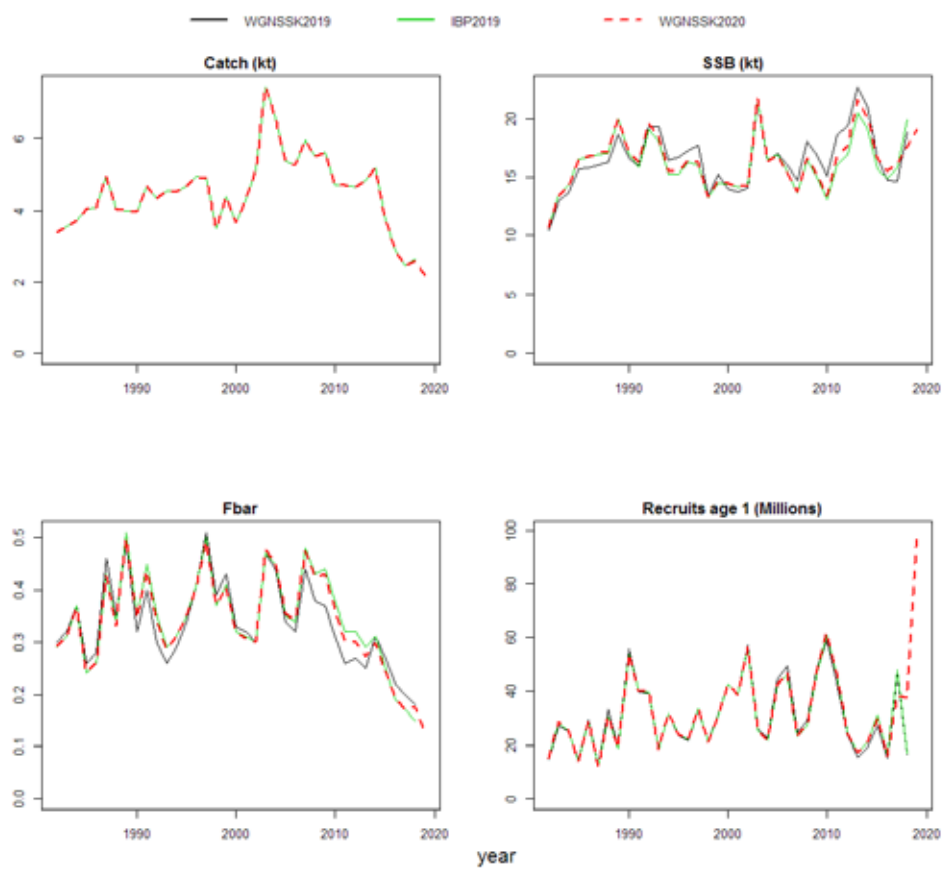 WGNSSK2019 IBP2019 WGNSSK2020
Catch (kt) SSB (kt)
0 2 4 6
1990 2000 2010 2020
0 5 10 15 20
1990 2000 2010 2020
Fbar Recruits age 1 (Millions)
0.0 0.1 0.2 0.3 0.4 0.5
1990 2000 2010 2020
0 20 40 60 80 100
1990 2000 2010 2020
year